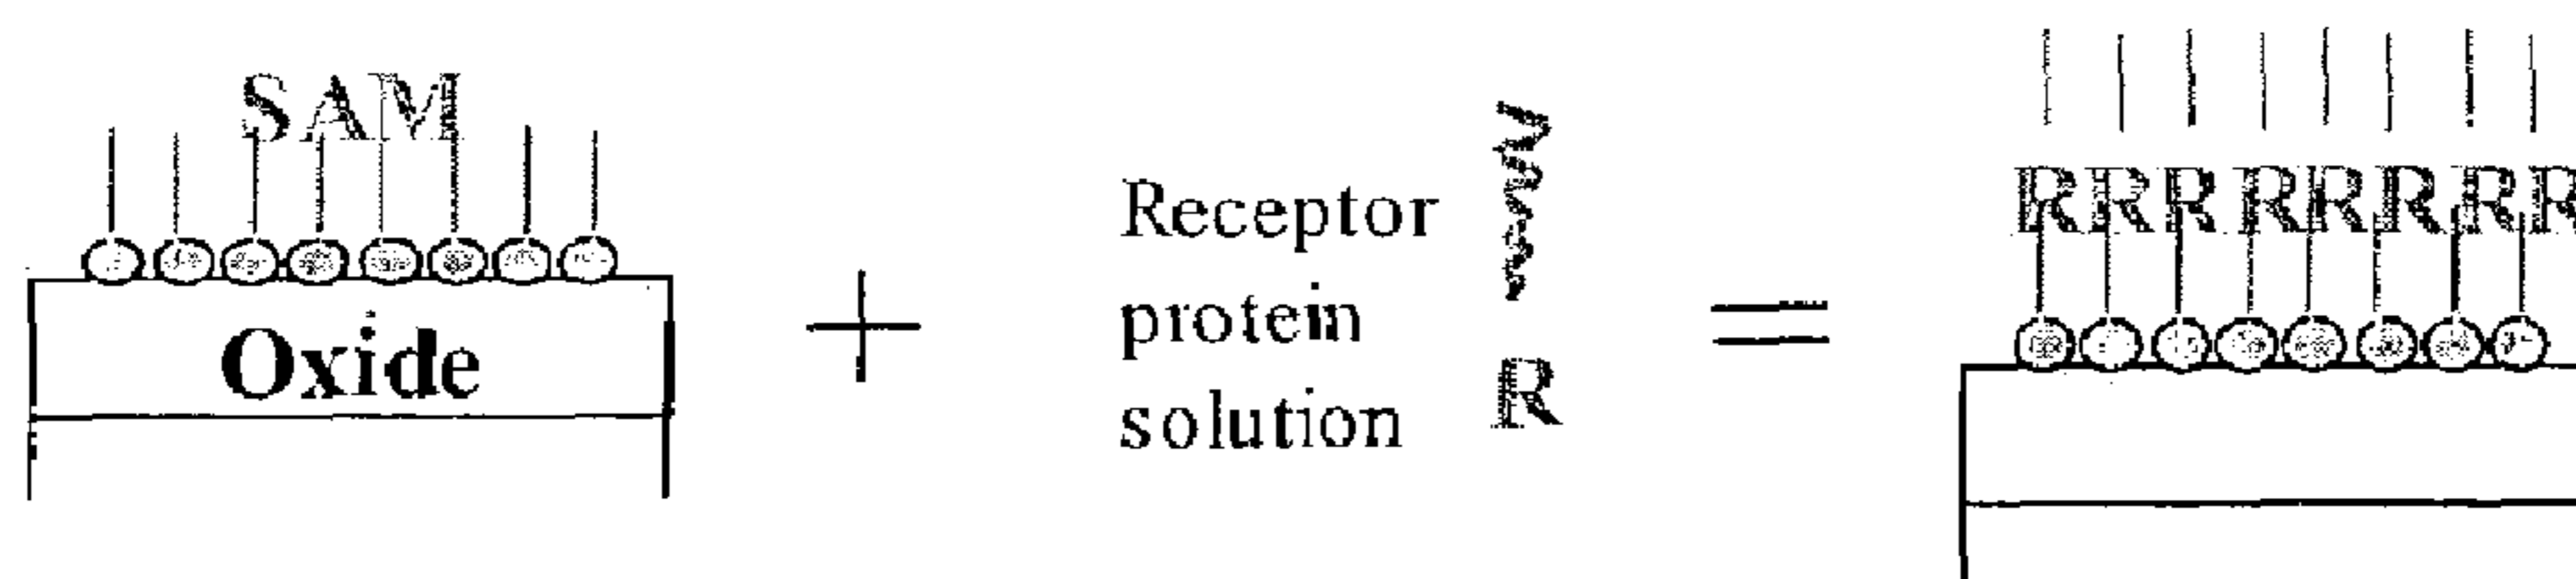 SAM
Oxide
+
Receptor
protein
solution
R
=
RRRRRRRR